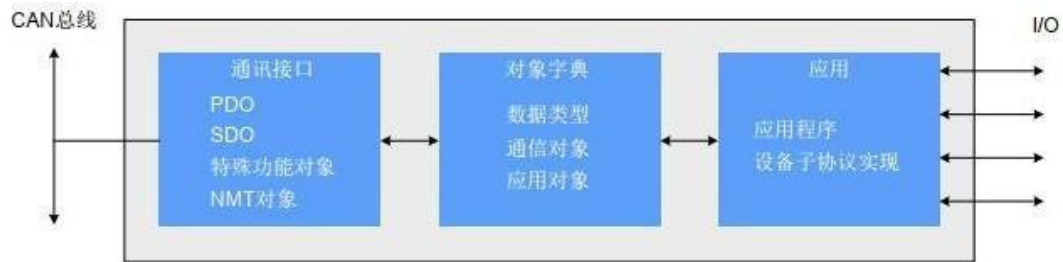 CAN总线
I/O
通讯接口
PDO
SDO
特殊功能对象
NMT对象
对象字典
数据类型
通信对象
应用对象
应用
应用程序
设备子协议实现